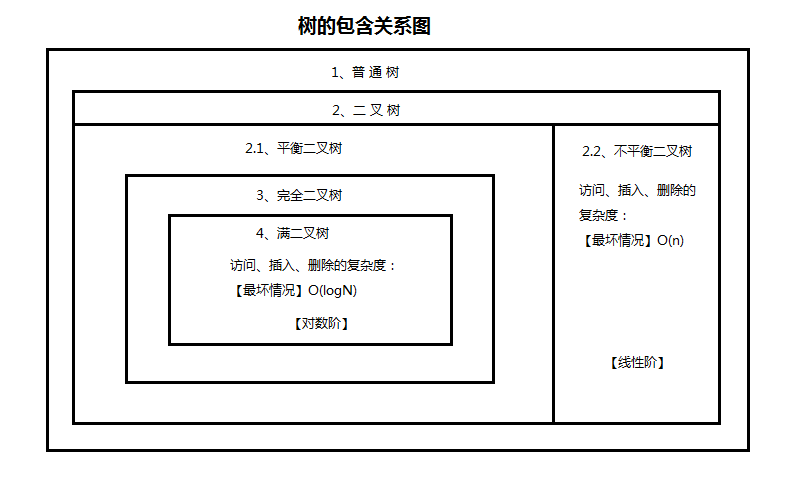 树的包含关系图
1、普 通 树
2、二 叉 树
2.1、平衡二叉树
3、完全二叉树
4、满二叉树
访问、插入、删除的复杂度：
【最坏情况】O(logN)
【对数阶】
2.2、不平衡二叉树
访问、插入、删除的
复杂度：
【最坏情况】O(n)
【线性阶】